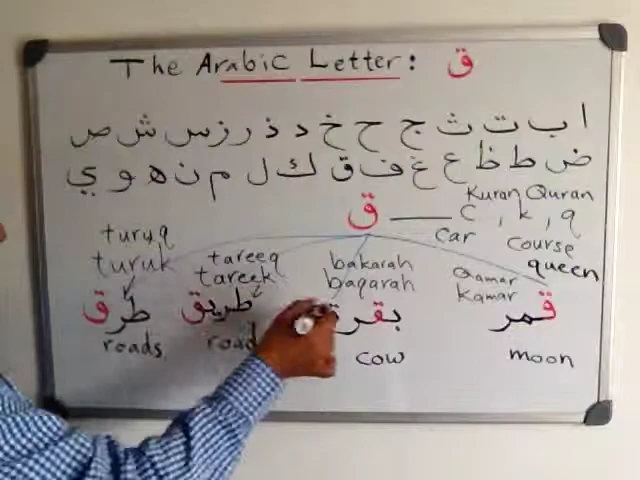 The Arabic Letter: ق
ا ب ت ث ج ح خ د ذ ر ز س ش ص
ض ط ظ ع غ ف ق ك ل م ن ه و ي
Kuran Quran
ق — c, k, q
car course
queen
turuq
turuk
tareeq
tareek
bakarah
baqarah
Qamar
kamar
قمر
بقرة
طريق
طرق
moon
cow
road
roads